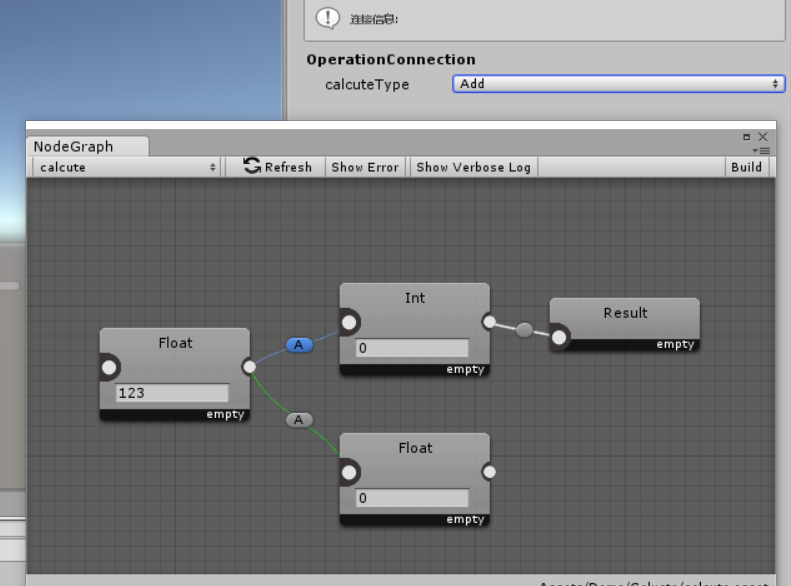 连接信息:
OperationConnection
calcuteType Add
NodeGraph
calcute Refresh Show Error Show Verbose Log Build
Int
0
empty
Result
empty
Float
123
empty
A
A
Float
0
empty